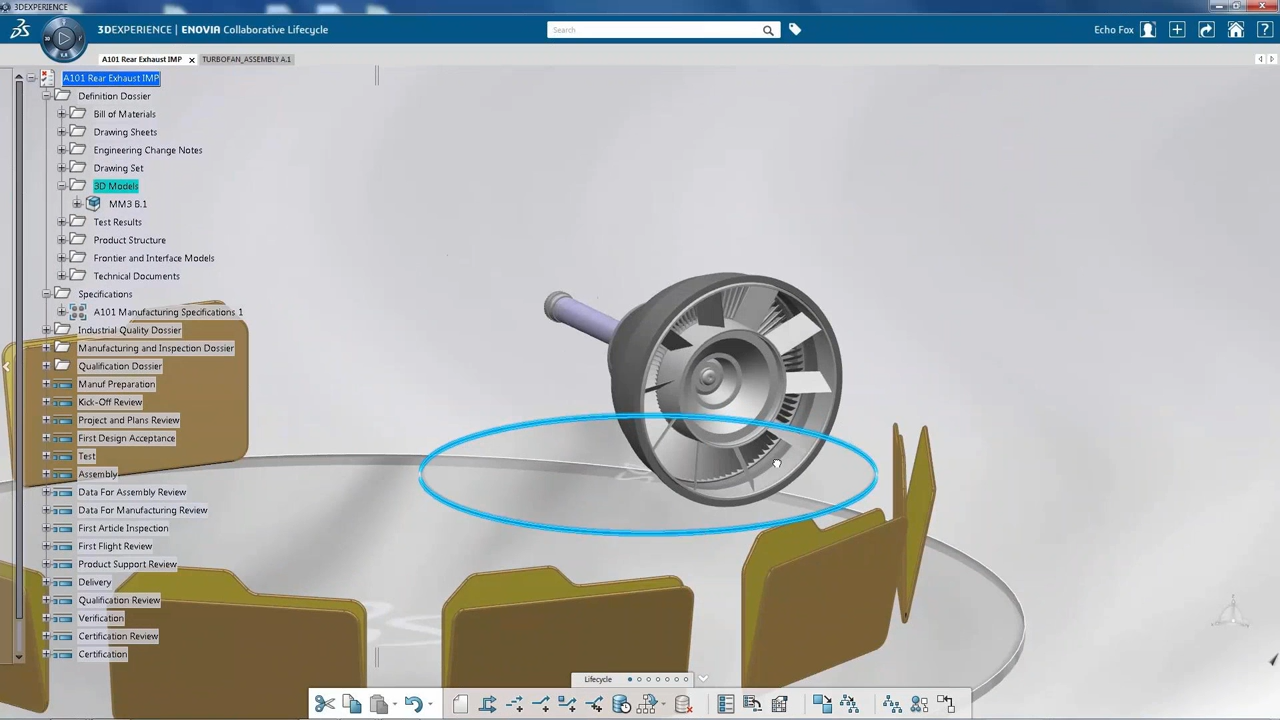 3DEXPERIENCE
3DEXPERIENCE | ENOVIA Collaborative Lifecycle
Search
Echo Fox
A101 Rear Exhaust IMP
TURBOFAN_ASSEMBLY A.1
A101 Rear Exhaust IMP
Definition Dossier
Bill of Materials
Drawing Sheets
Engineering Change Notes
Drawing Set
3D Models
MM3 B.1
Test Results
Product Structure
Frontier and Interface Models
Technical Documents
Specifications
A101 Manufacturing Specifications 1
Industrial Quality Dossier
Manufacturing and Inspection Dossier
Qualification Dossier
Manuf Preparation
Kick-Off Review
Project and Plans Review
First Design Acceptance
Test
Assembly
Data For Assembly Review
Data For Manufacturing Review
First Article Inspection
First Flight Review
Product Support Review
Delivery
Qualification Review
Verification
Certification Review
Certification
Lifecycle